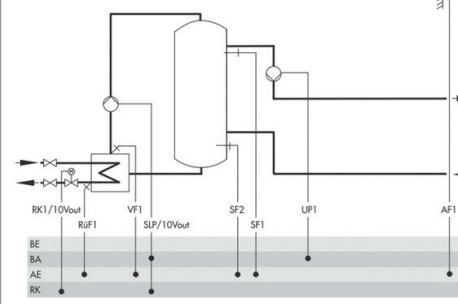 RK1/10Vout VF1 SF2 UP1 AF1
RüF1 SLP/10Vout SF1
BE
BA
AE
RK